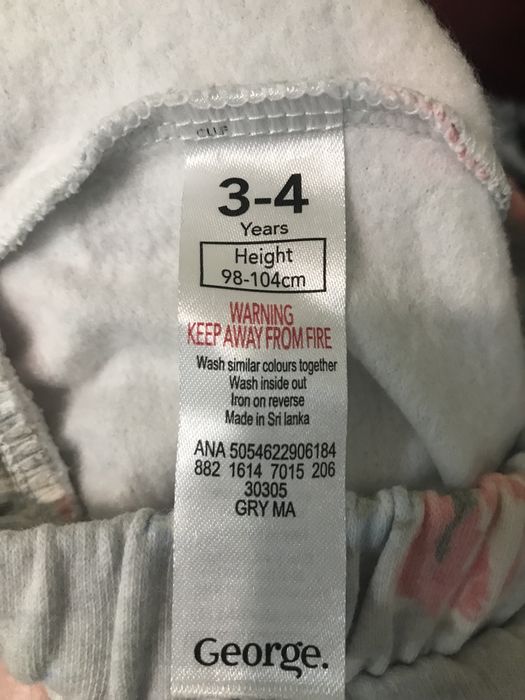 3-4
Years
Height
98-104cm
WARNING
KEEP AWAY FROM FIRE
Wash similar colours together
Wash inside out
Iron on reverse
Made in Sri lanka
ANA 5054622906184
882 1614 7015 206
30305
GRY MA
George.